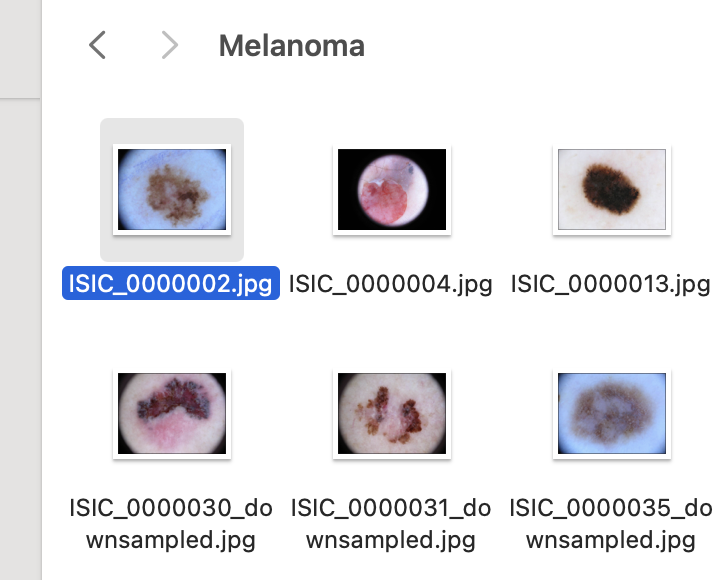 Melanoma
ISIC_0000002.jpg
ISIC_0000004.jpg
ISIC_0000013.jpg
ISIC_0000030_do
wnsampled.jpg
ISIC_0000031_do
wnsampled.jpg
ISIC_0000035_do
wnsampled.jpg